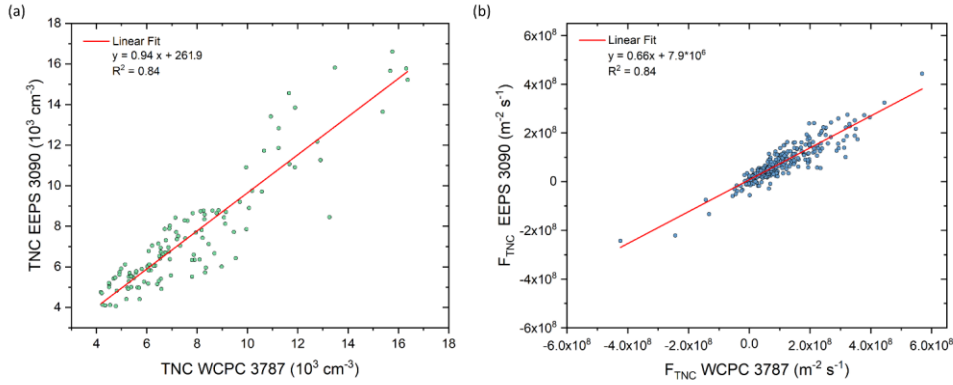 (a)
18
16
14
12
10
8
6
4
TNC EEPS 3090 (10³ cm⁻³)
Linear Fit
y = 0.94 x + 261.9
R² = 0.84
4 6 8 10 12 14 16 18
TNC WCPC 3787 (10³ cm⁻³)
(b)
6x10⁸
4x10⁸
2x10⁸
0
-2x10⁸
-4x10⁸
-6x10⁸
F_TNC EEPS 3090 (m⁻² s⁻¹)
Linear Fit
y = 0.66x + 7.9*10⁶
R² = 0.84
-6.0x10⁸ -4.0x10⁸ -2.0x10⁸ 0.0 2.0x10⁸ 4.0x10⁸ 6.0x10⁸
F_TNC WCPC 3787 (m⁻² s⁻¹)